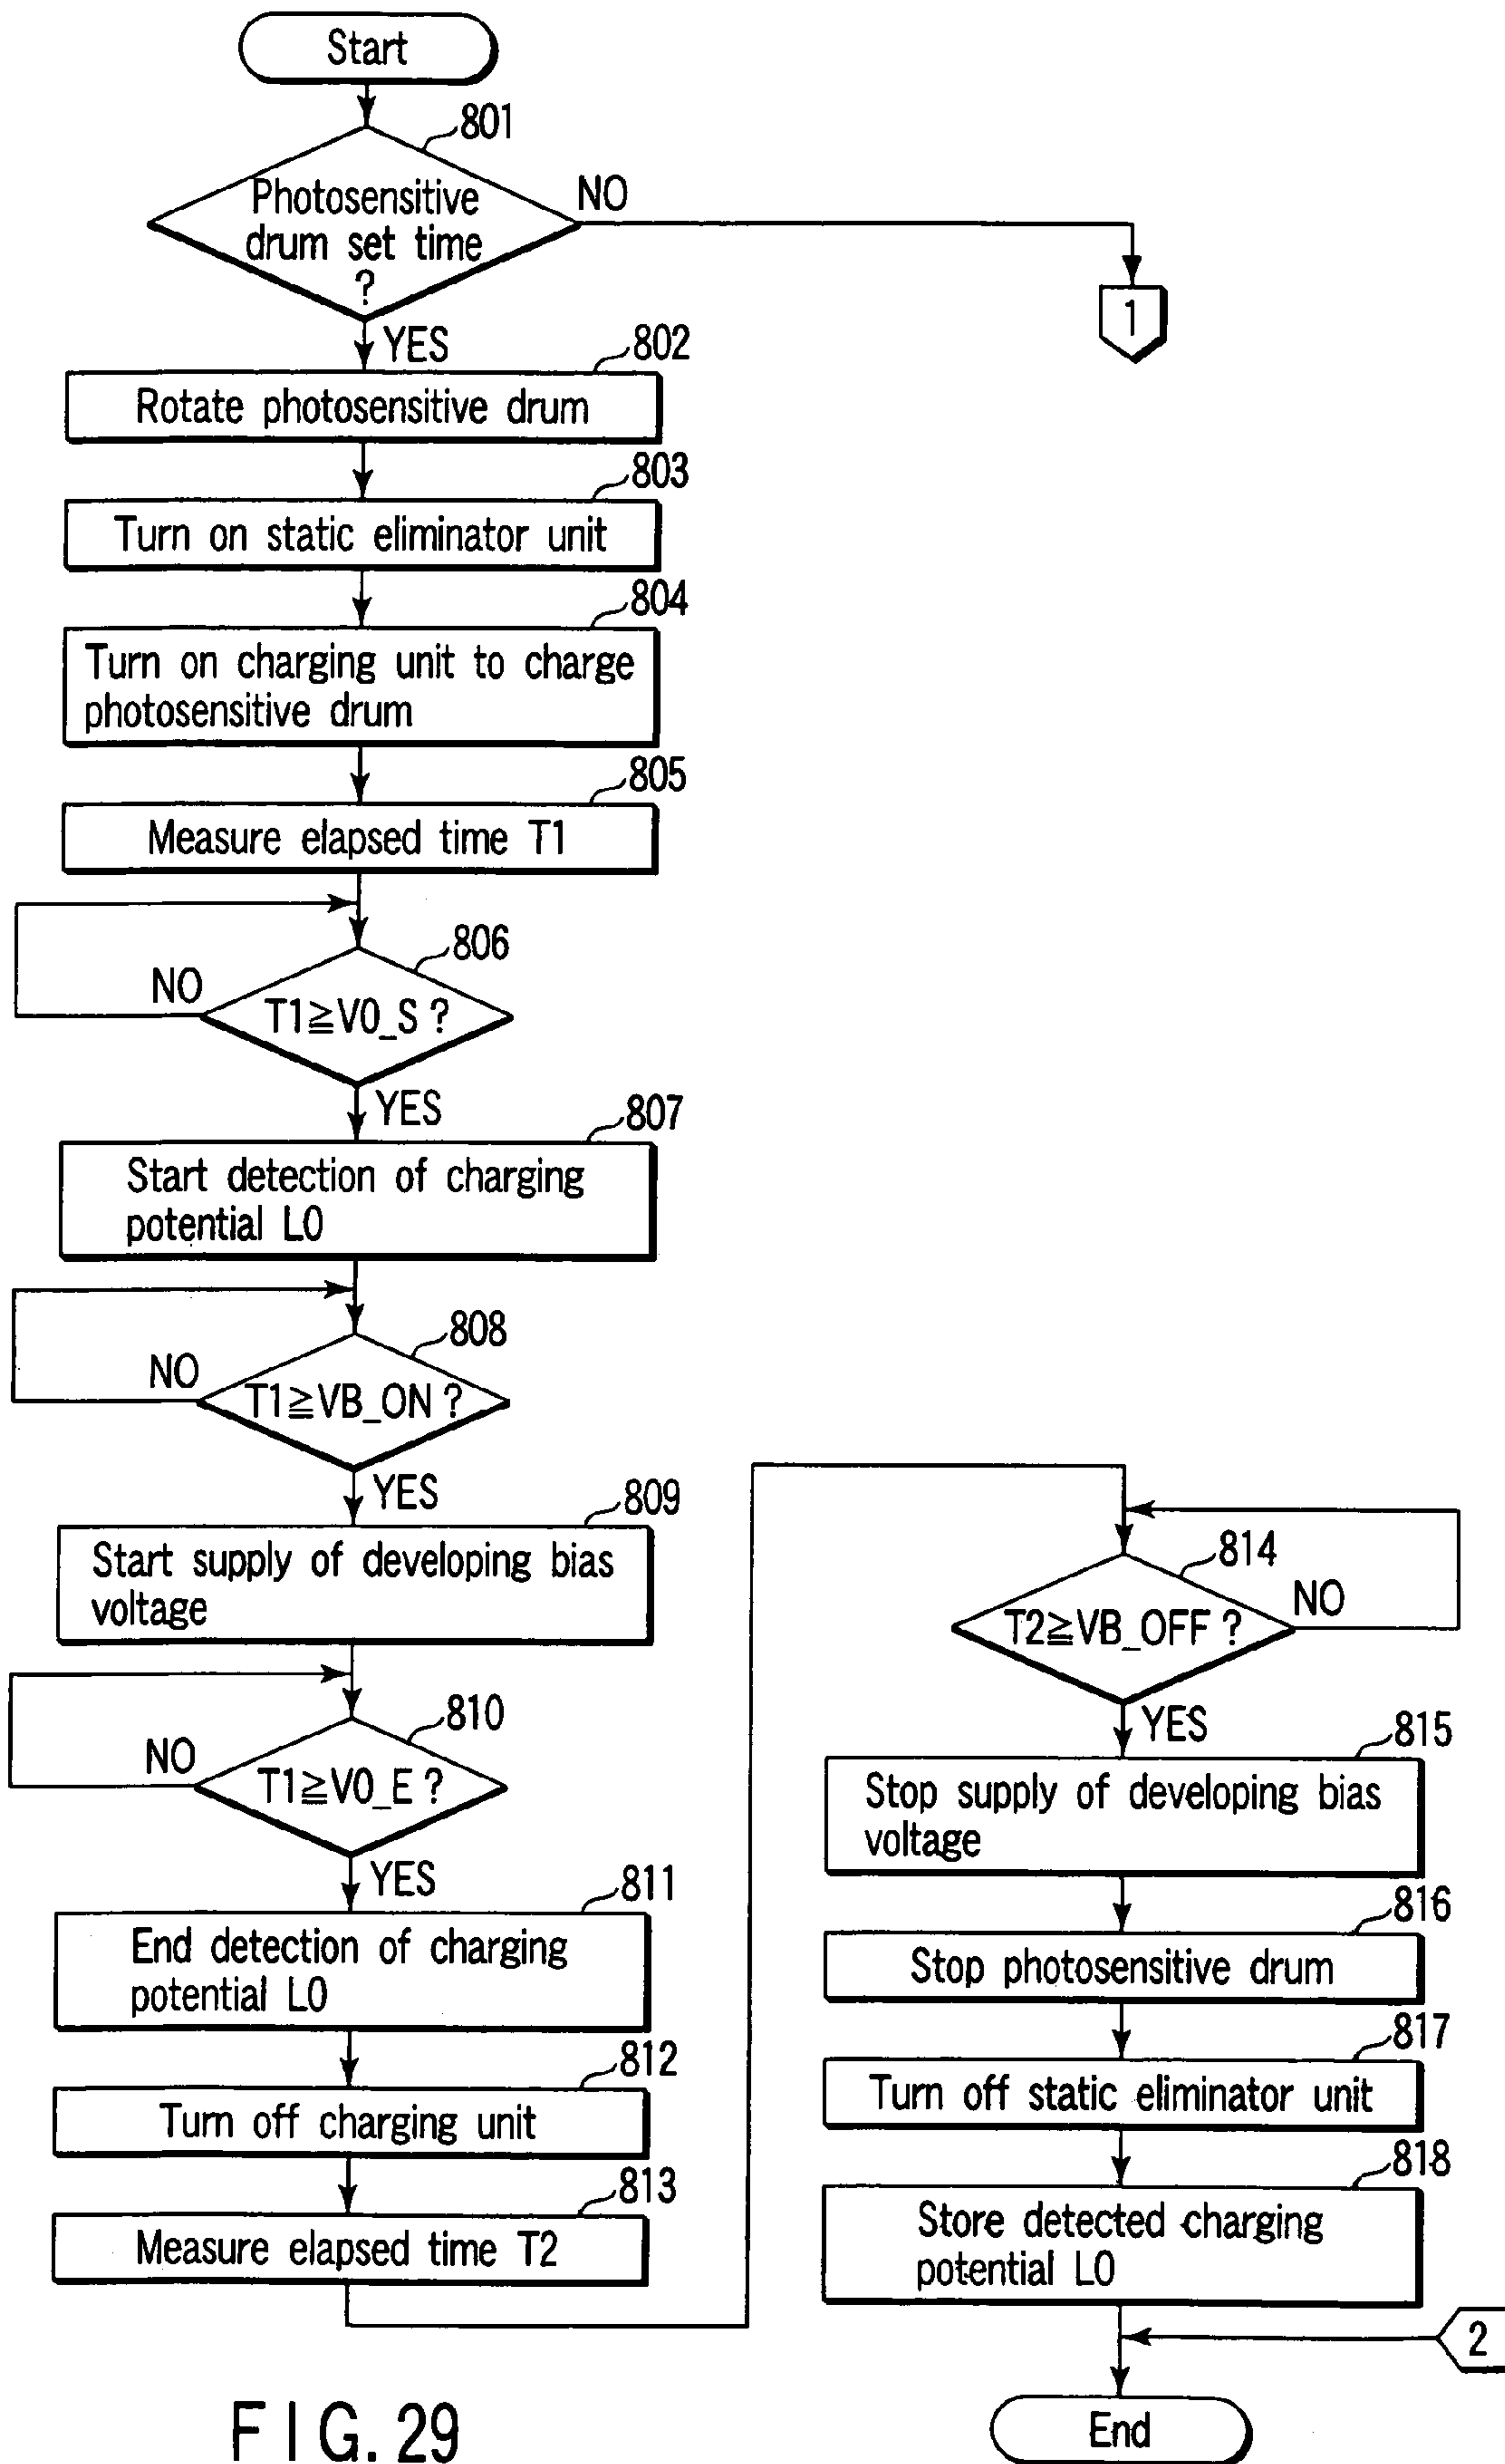 Start
801
Photosensitive
drum set time
?
NO
1
YES
802
Rotate photosensitive drum
803
Turn on static eliminator unit
804
Turn on charging unit to charge
photosensitive drum
805
Measure elapsed time T1
806
NO
T1≧V0_S ?
YES
807
Start detection of charging
potential L0
808
NO
T1≧VB_ON ?
YES
809
Start supply of developing bias
voltage
810
NO
T1≧V0_E ?
YES
811
End detection of charging
potential L0
812
Turn off charging unit
813
Measure elapsed time T2
814
T2≧VB_OFF ?
NO
YES
815
Stop supply of developing bias
voltage
816
Stop photosensitive drum
817
Turn off static eliminator unit
818
Store detected charging
potential L0
2
End
FIG. 29